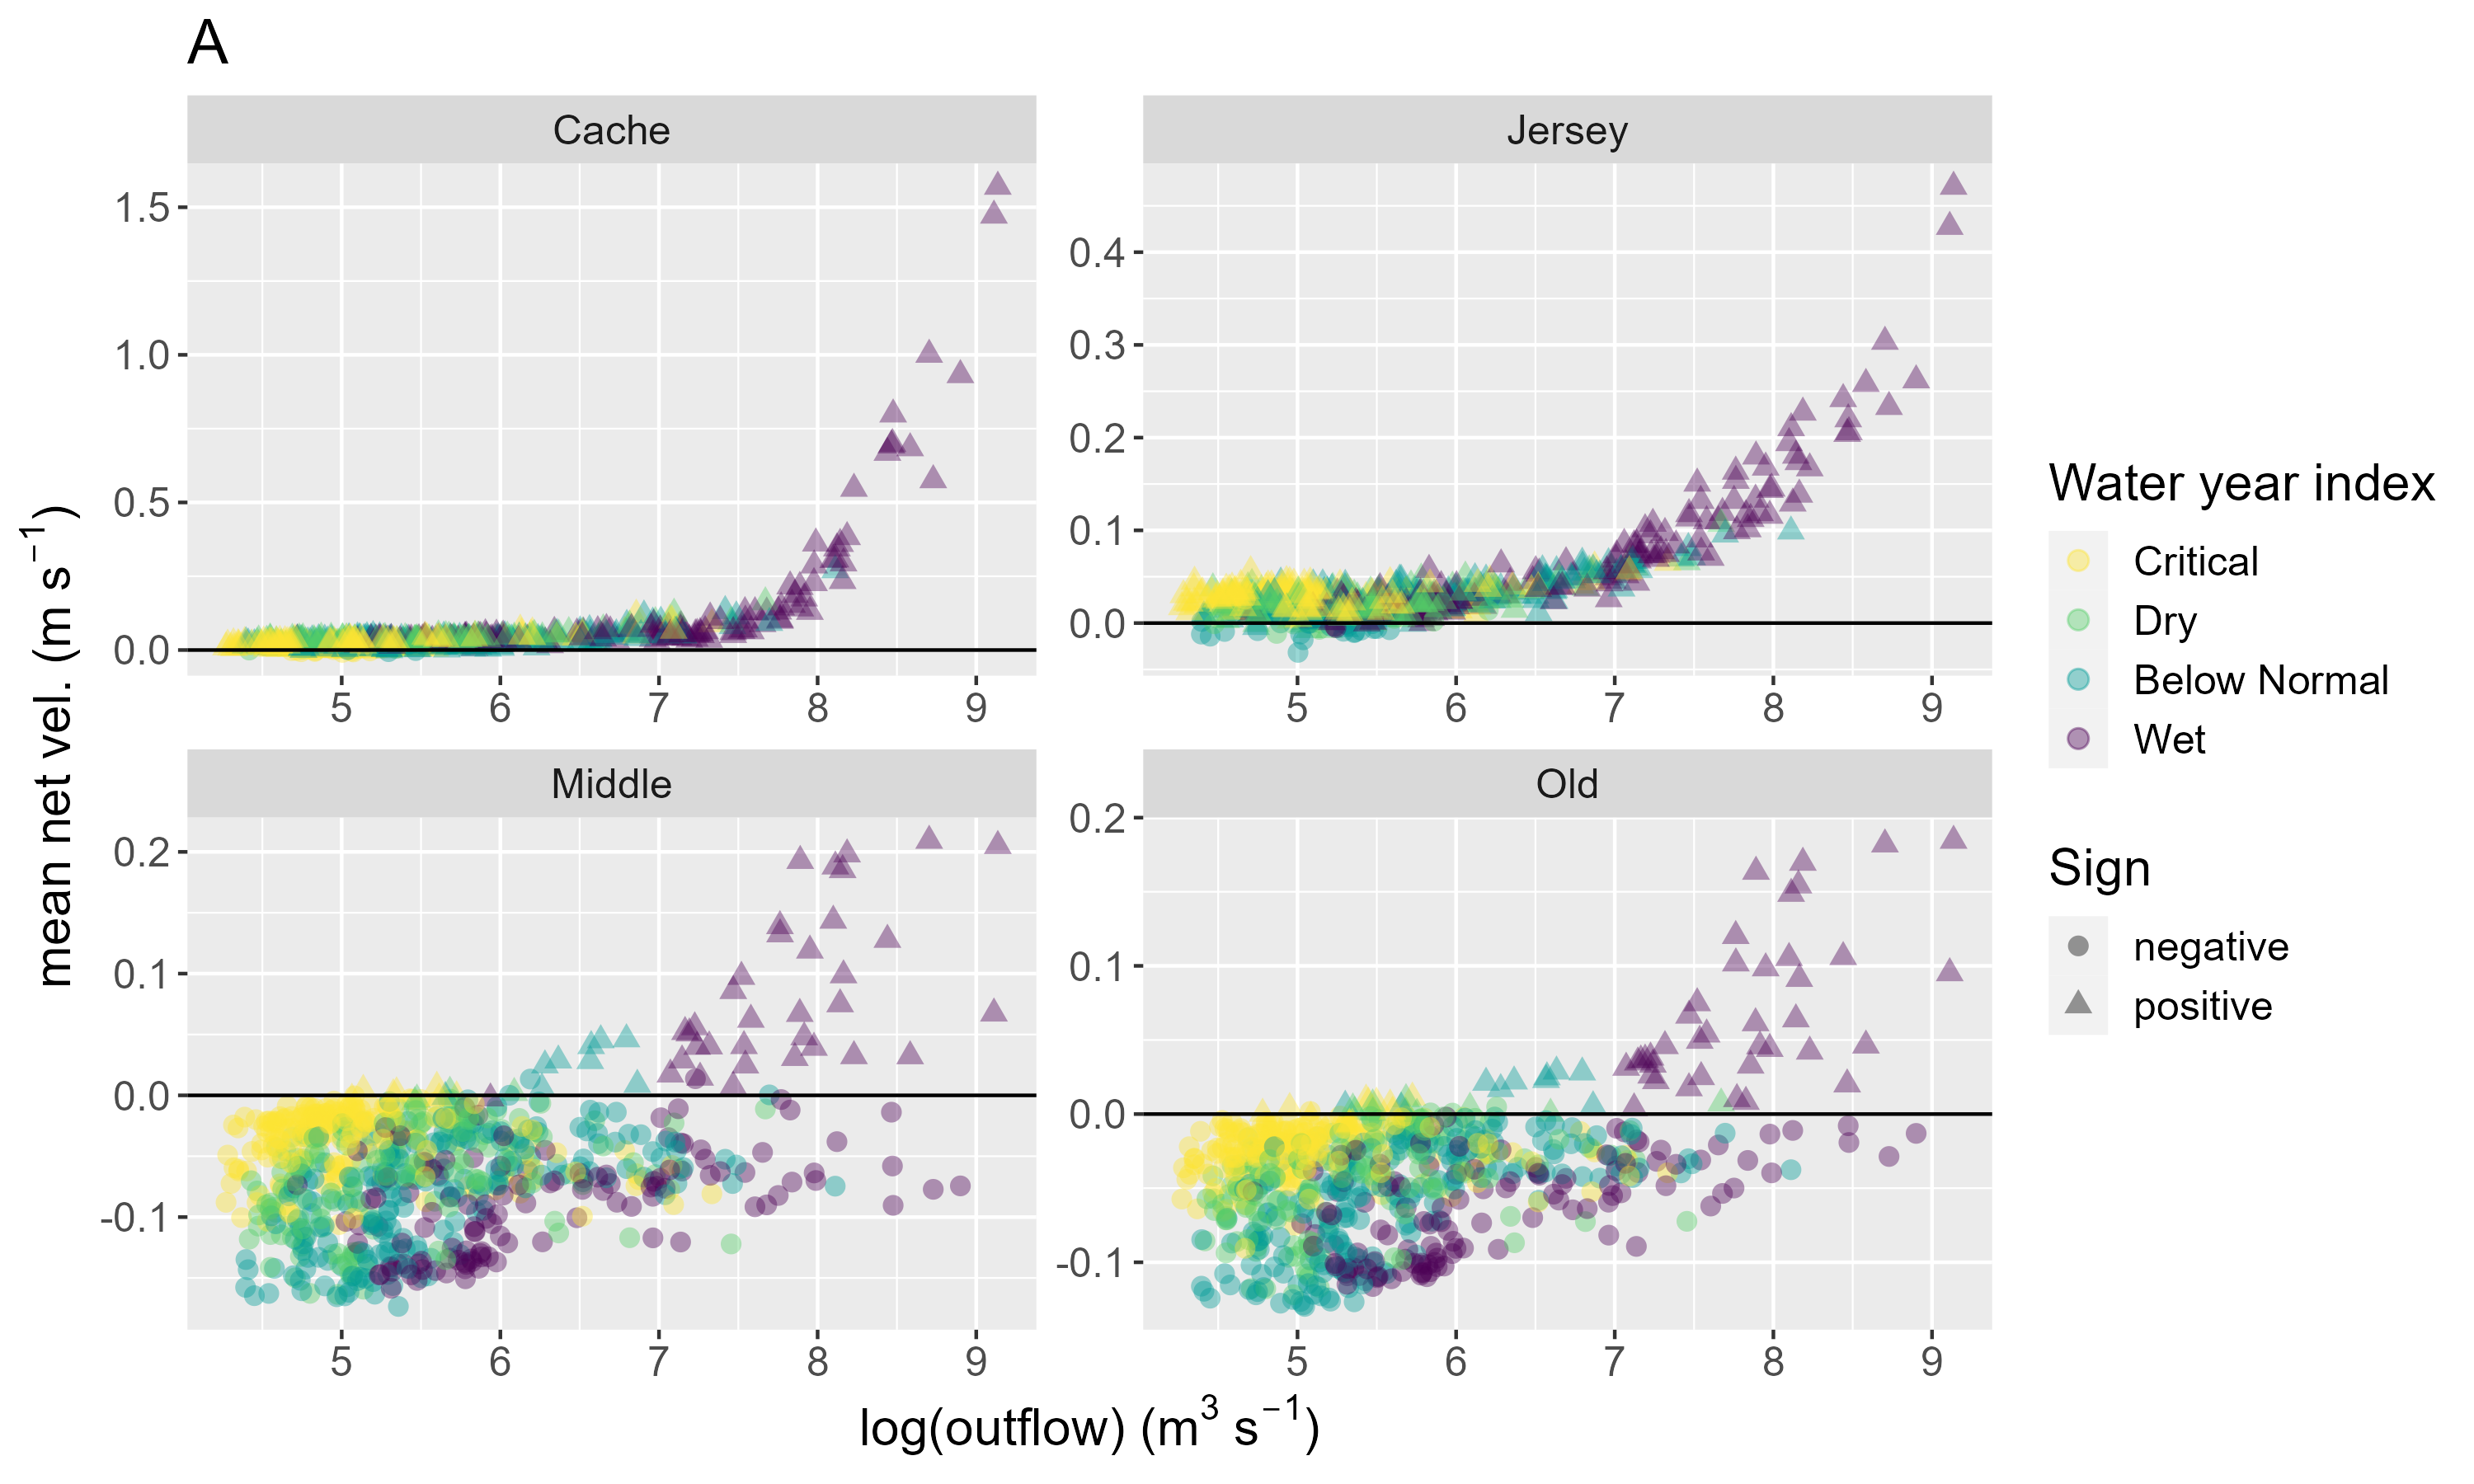 A
Cache
Jersey
1.5
1.0
0.5
0.0
0.4
0.3
0.2
0.1
0.0
5 6 7 8 9
5 6 7 8 9
Middle
Old
0.2
0.1
0.0
-0.1
0.2
0.1
0.0
-0.1
5 6 7 8 9
5 6 7 8 9
mean net vel. (m s⁻¹)
log(outflow) (m³ s⁻¹)
Water year index
Critical
Dry
Below Normal
Wet
Sign
negative
positive